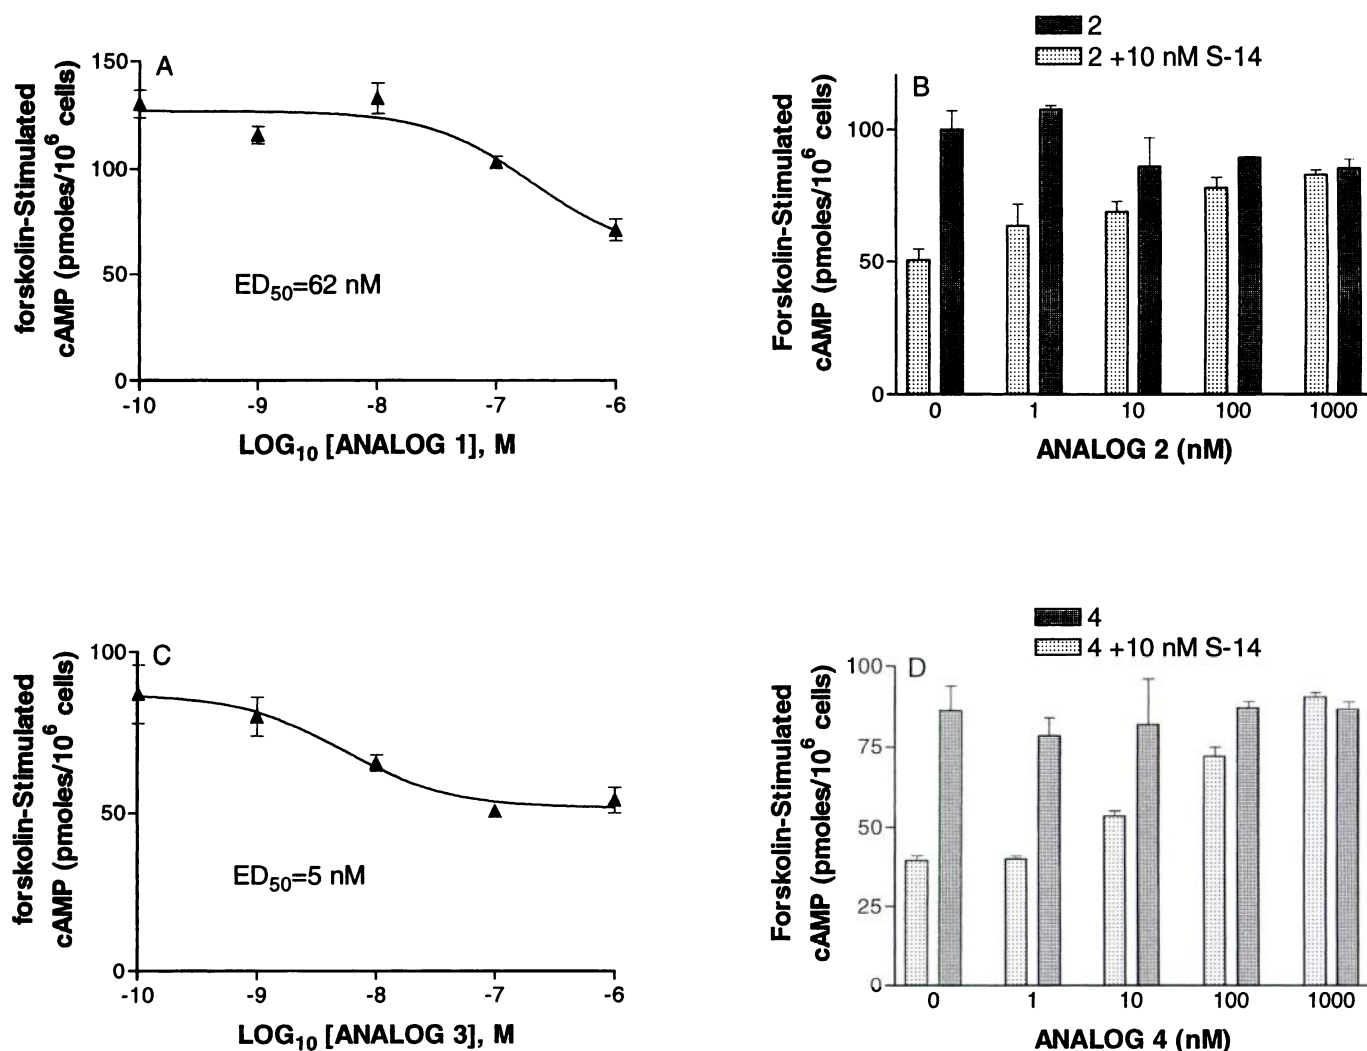 A
forskolin-Stimulated
cAMP (pmoles/10⁶ cells)
150
100
50
0
ED₅₀=62 nM
-10 -9 -8 -7 -6
LOG₁₀ [ANALOG 1], M
2
2 +10 nM S-14
B
Forskolin-Stimulated
cAMP (pmoles/10⁶ cells)
100
50
0
0 1 10 100 1000
ANALOG 2 (nM)
C
forskolin-Stimulated
cAMP (pmoles/10⁶ cells)
100
50
0
ED₅₀=5 nM
-10 -9 -8 -7 -6
LOG₁₀ [ANALOG 3], M
4
4 +10 nM S-14
D
Forskolin-Stimulated
cAMP (pmoles/10⁶ cells)
100
75
50
25
0
0 1 10 100 1000
ANALOG 4 (nM)